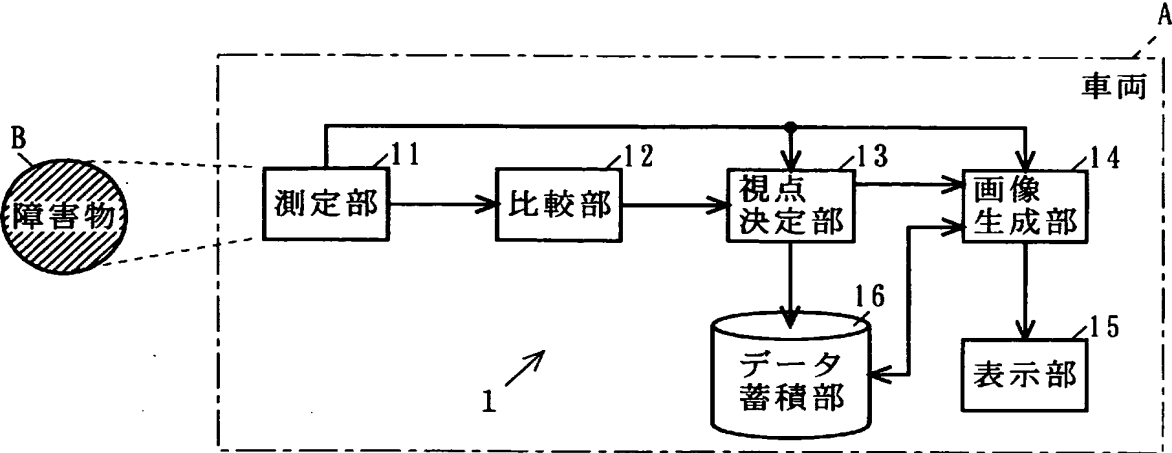 A
車両
B
障害物
11
測定部
12
比較部
13
視点
決定部
14
画像
生成部
16
データ
蓄積部
15
表示部
1